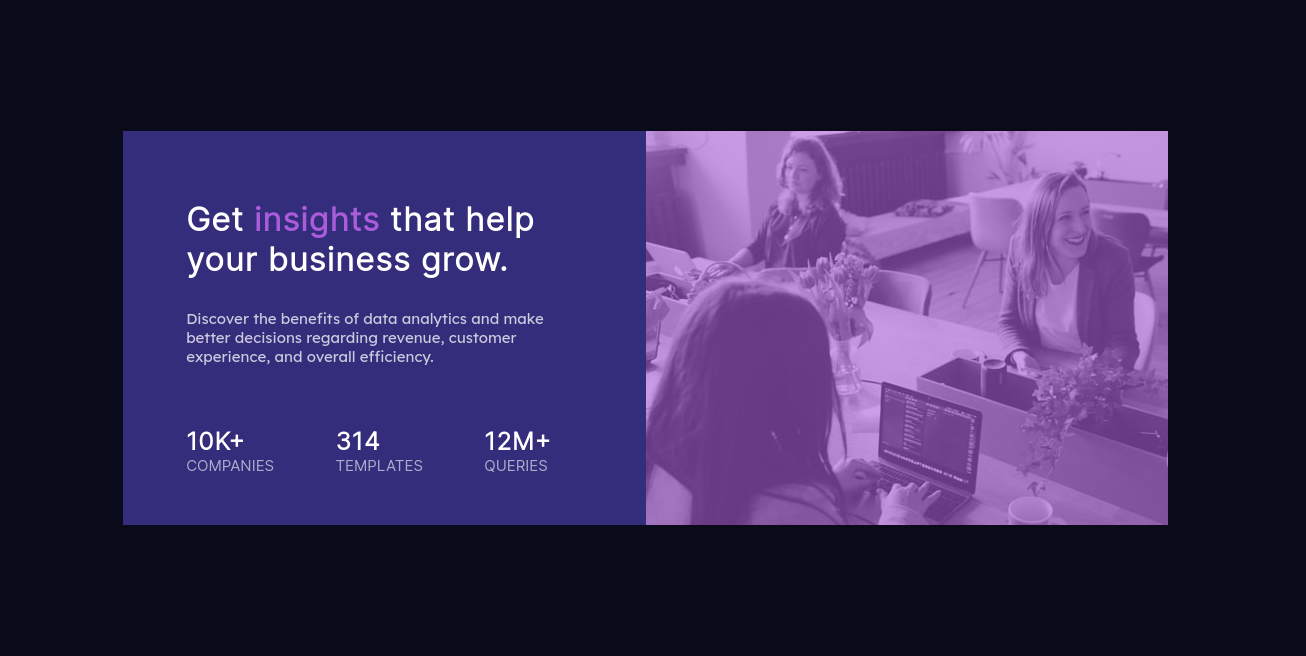 Get insights that help
your business grow.
Discover the benefits of data analytics and make
better decisions regarding revenue, customer
experience, and overall efficiency.
10K+ 314 12M+
COMPANIES TEMPLATES QUERIES